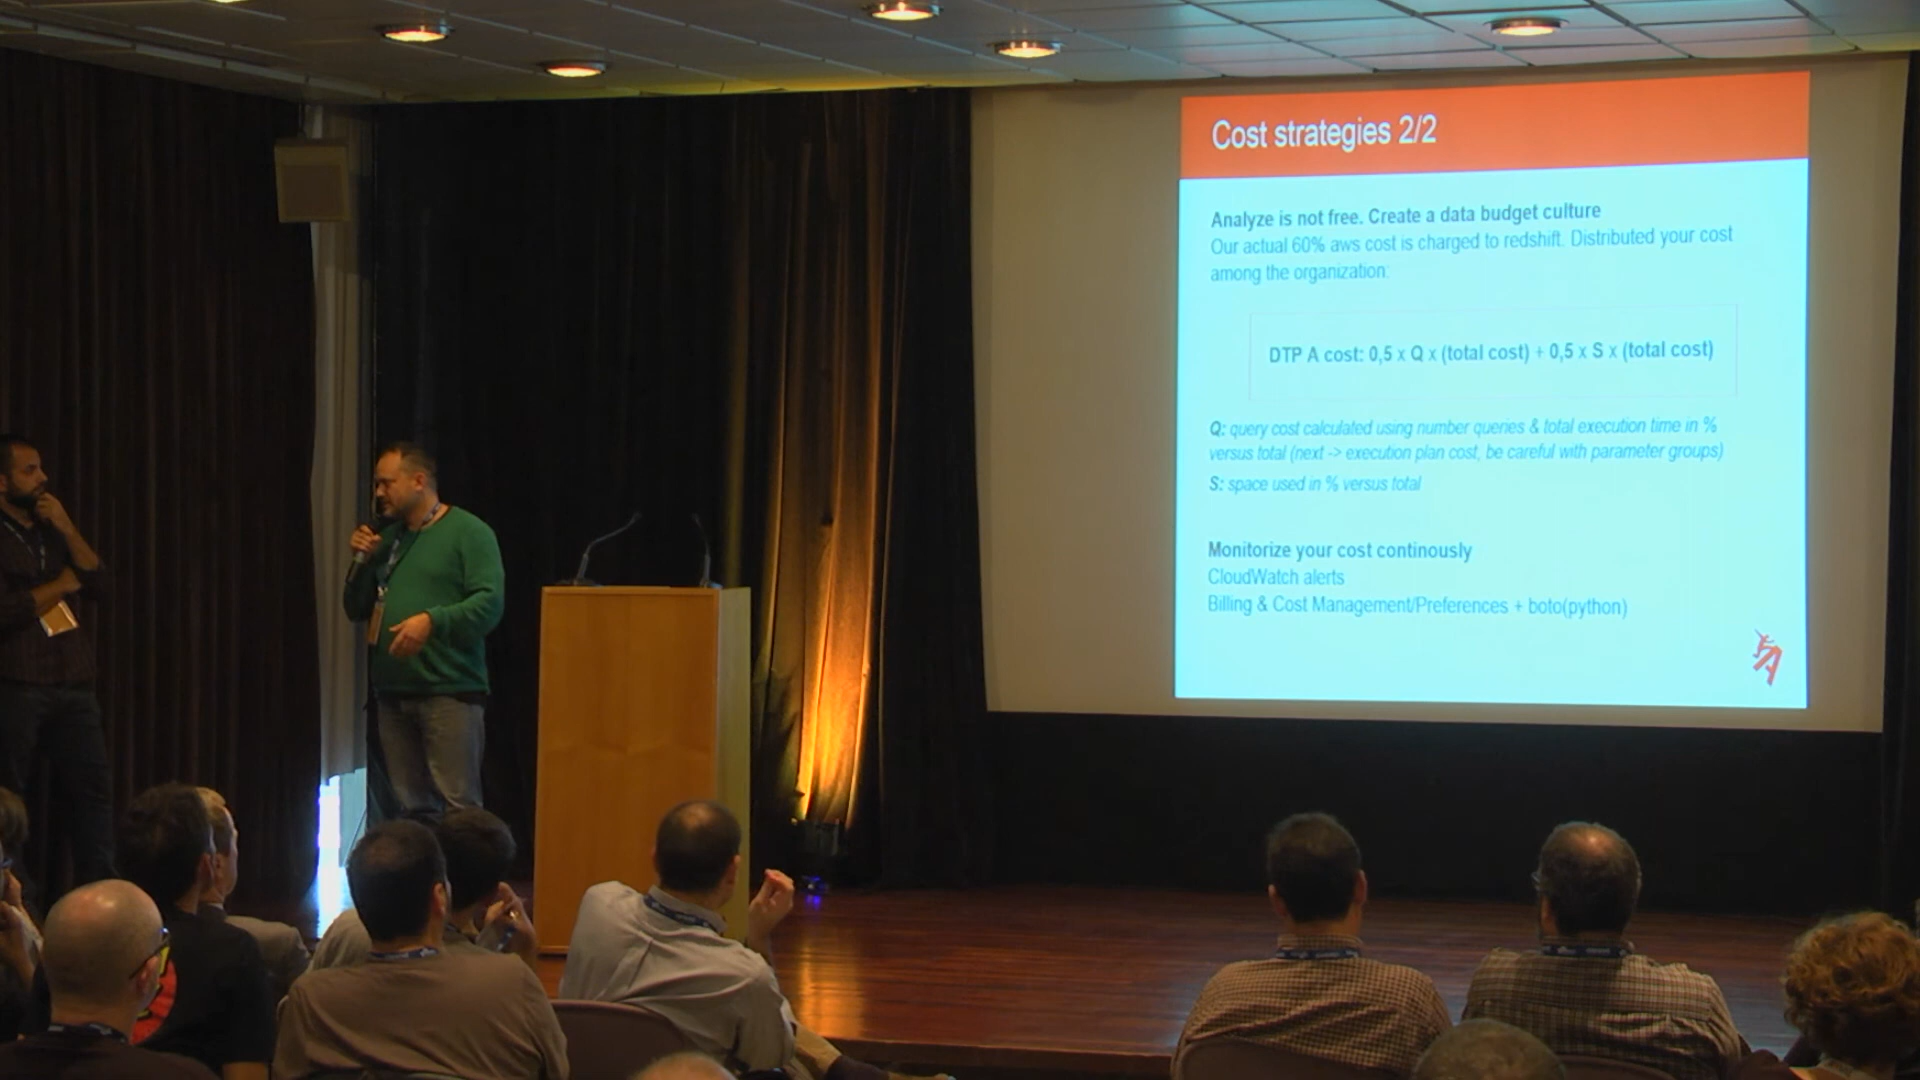 Cost strategies 2/2
Analyze is not free. Create a data budget culture
Our actual 60% aws cost is charged to redshift. Distributed your cost
among the organization:
DTP A cost: 0,5 x Q x (total cost) + 0,5 x S x (total cost)
Q: query cost calculated using number queries & total execution time in %
versus total (next -> execution plan cost, be careful with parameter groups)
S: space used in % versus total
Monitorize your cost continously
CloudWatch alerts
Billing & Cost Management/Preferences + boto(python)